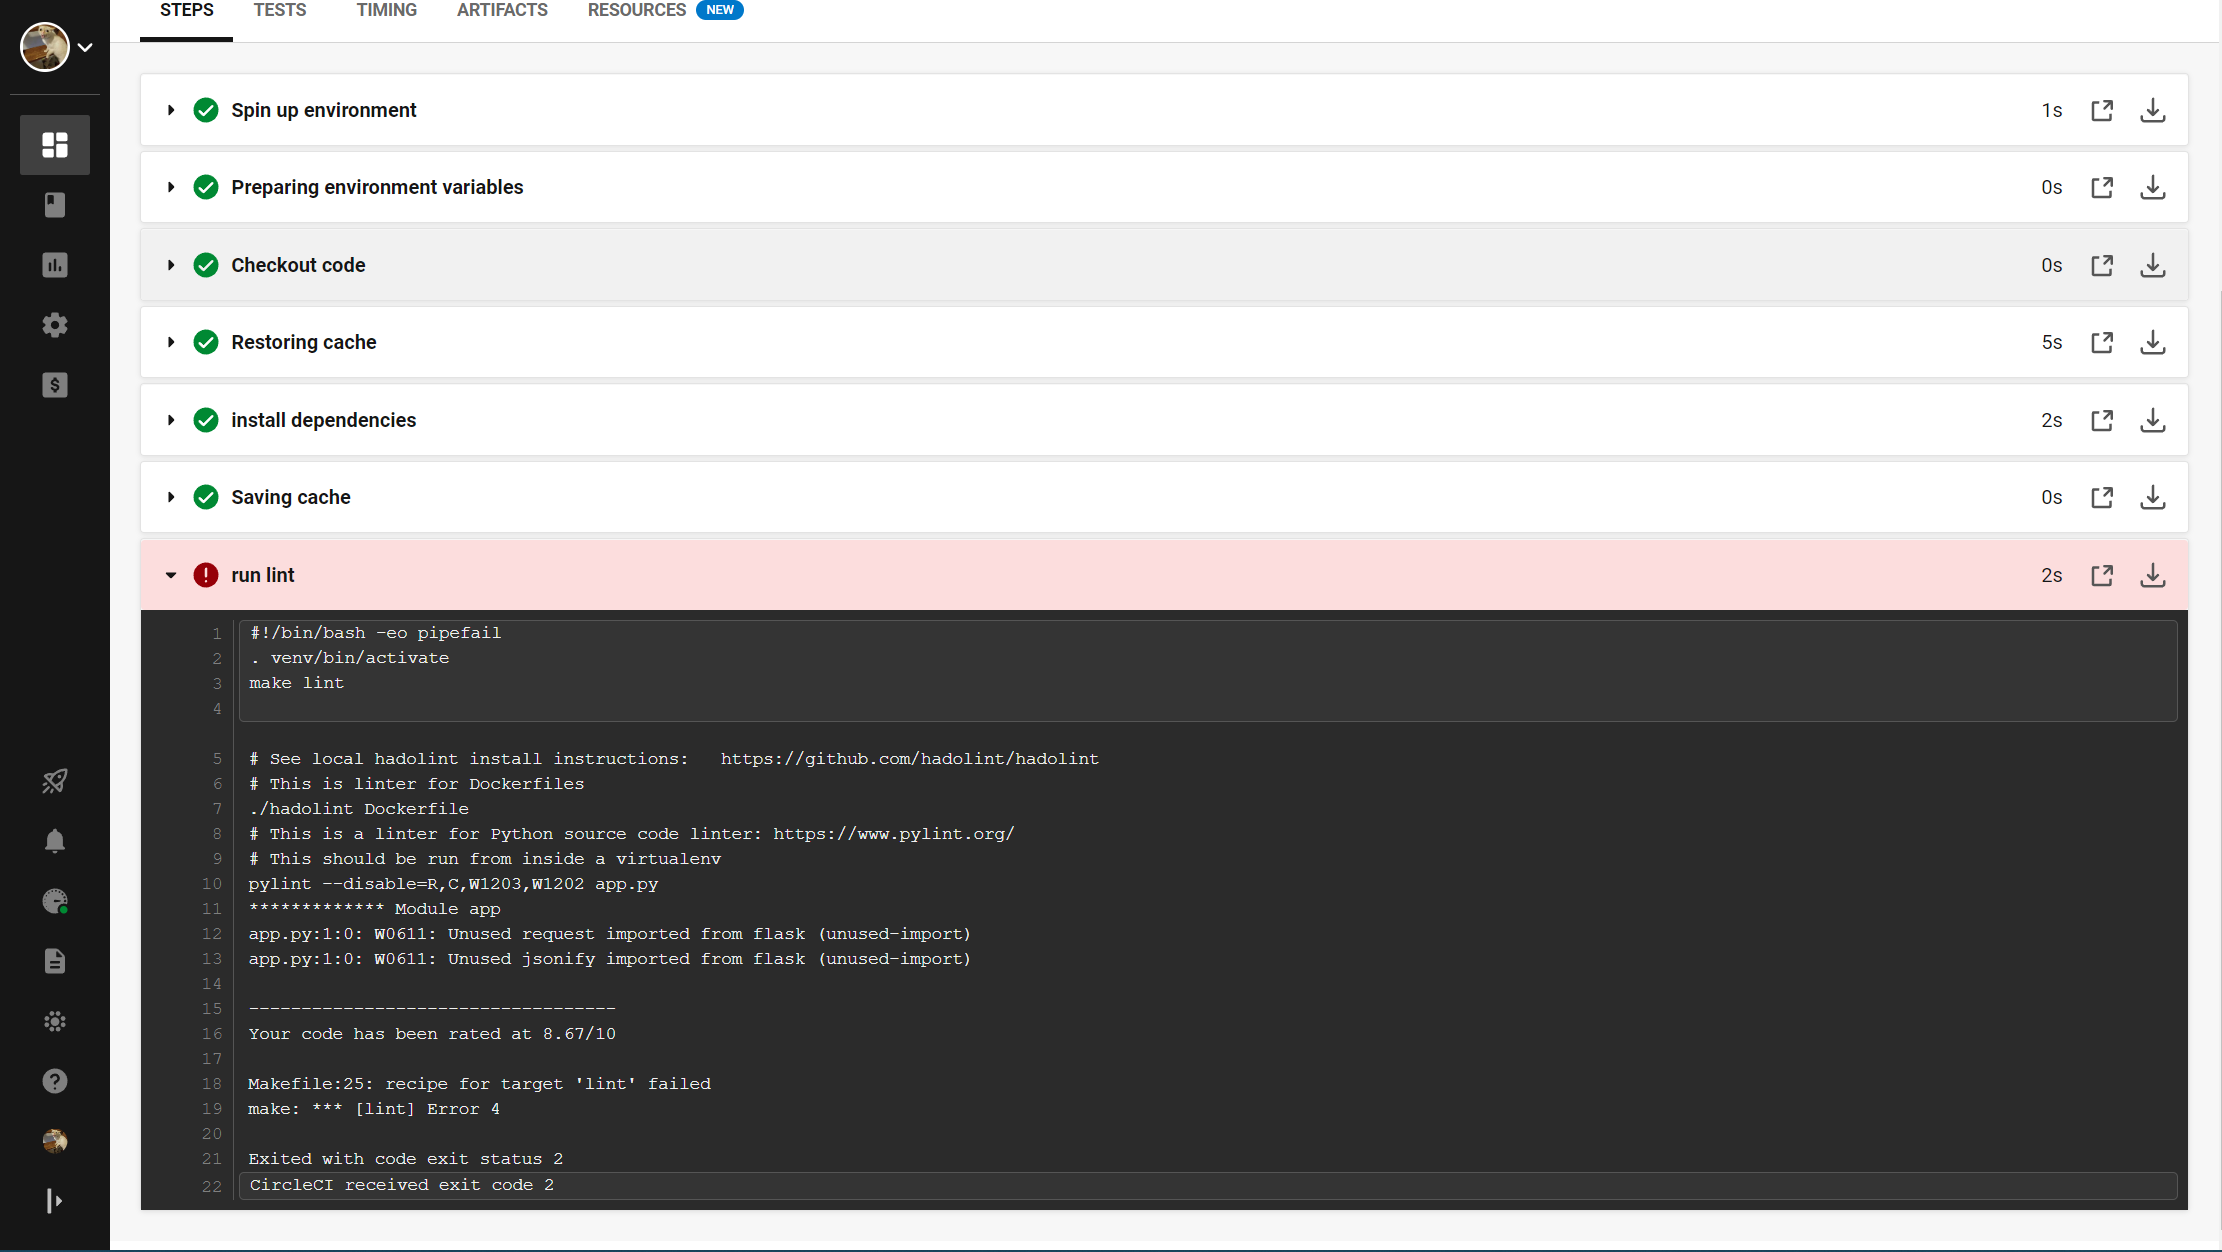 STEPS TESTS TIMING ARTIFACTS RESOURCES NEW
Spin up environment 1s
Preparing environment variables 0s
Checkout code 0s
Restoring cache 5s
install dependencies 2s
Saving cache 0s
run lint 2s
1 #!/bin/bash -eo pipefail
2 . venv/bin/activate
3 make lint
4
5 # See local hadolint install instructions:   https://github.com/hadolint/hadolint
6 # This is linter for Dockerfiles
7 ./hadolint Dockerfile
8 # This is a linter for Python source code linter: https://www.pylint.org/
9 # This should be run from inside a virtualenv
10 pylint --disable=R,C,W1203,W1202 app.py
11 ************* Module app
12 app.py:1:0: W0611: Unused request imported from flask (unused-import)
13 app.py:1:0: W0611: Unused jsonify imported from flask (unused-import)
14
15 -----------------------------------
16 Your code has been rated at 8.67/10
17
18 Makefile:25: recipe for target 'lint' failed
19 make: *** [lint] Error 4
20
21 Exited with code exit status 2
22 CircleCI received exit code 2